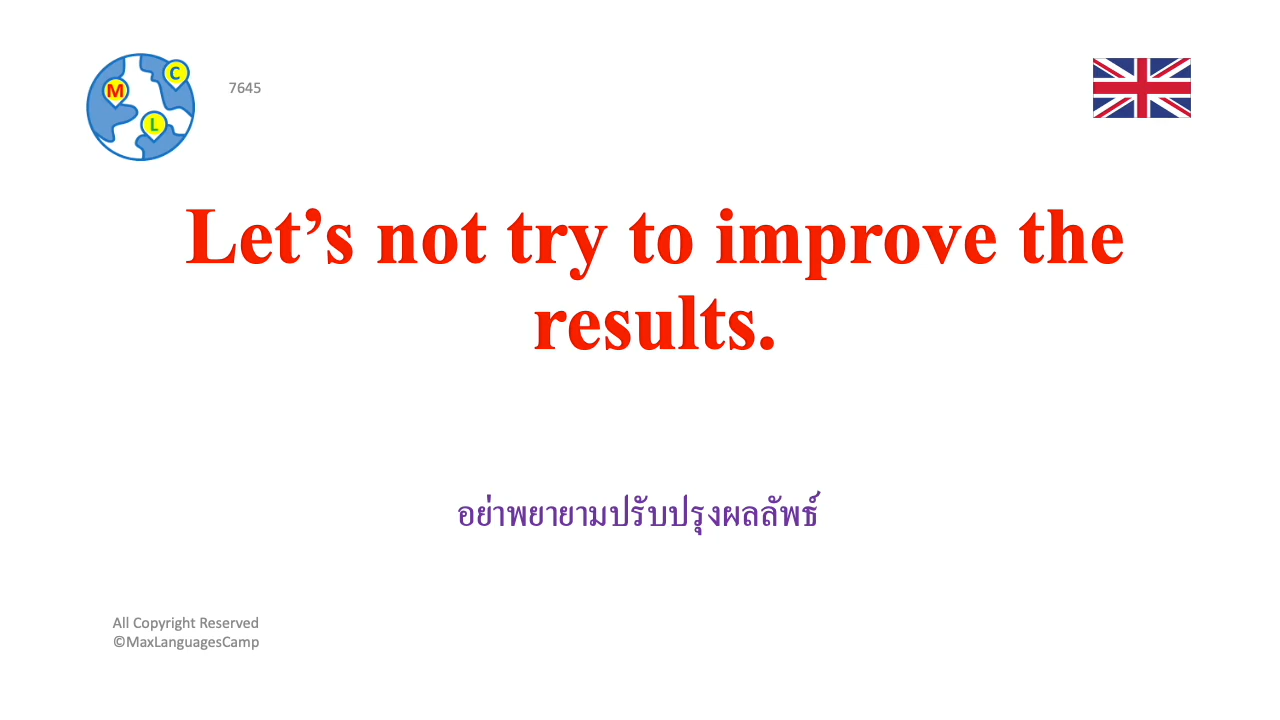 C
M
L
7645
Let’s not try to improve the
results.
อย่าพยายามปรับปรุงผลลัพธ์
All Copyright Reserved
©MaxLanguagesCamp